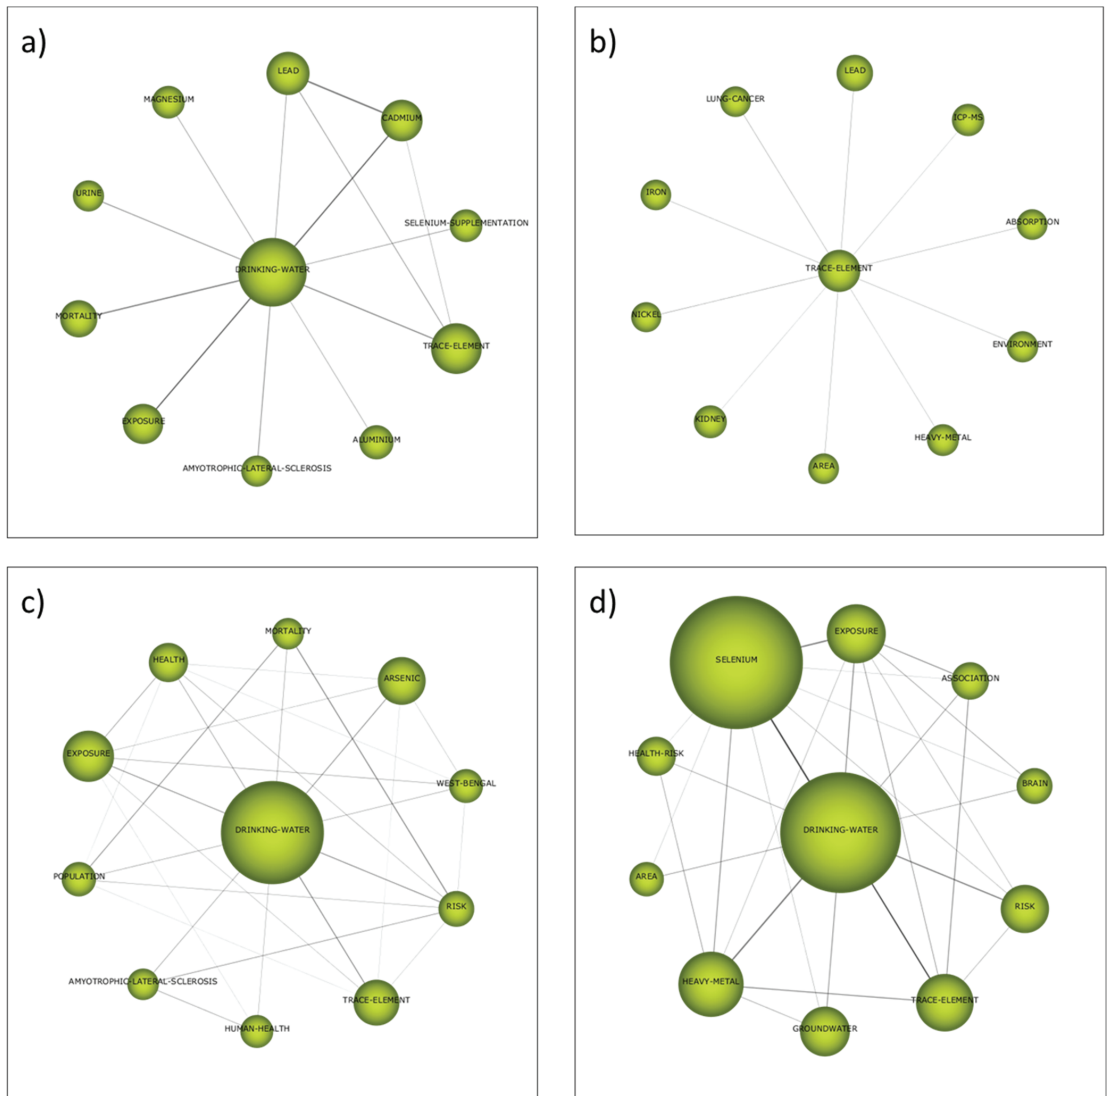 a)
LEAD
MAGNESIUM
CADMIUM
URINE
SELENIUM-SUPPLEMENTATION
DRINKING-WATER
MORTALITY
TRACE-ELEMENT
EXPOSURE
ALUMINIUM
AMYOTROPHIC-LATERAL-SCLEROSIS
b)
LEAD
LUNG-CANCER
ICP-MS
IRON
ABSORPTION
TRACE-ELEMENT
NICKEL
ENVIRONMENT
KIDNEY
HEAVY-METAL
AREA
c)
MORTALITY
HEALTH
ARSENIC
EXPOSURE
WEST-BENGAL
DRINKING-WATER
POPULATION
RISK
AMYOTROPHIC-LATERAL-SCLEROSIS
TRACE-ELEMENT
HUMAN-HEALTH
d)
EXPOSURE
SELENIUM
ASSOCIATION
HEALTH-RISK
BRAIN
DRINKING-WATER
AREA
RISK
HEAVY-METAL
TRACE-ELEMENT
GROUNDWATER